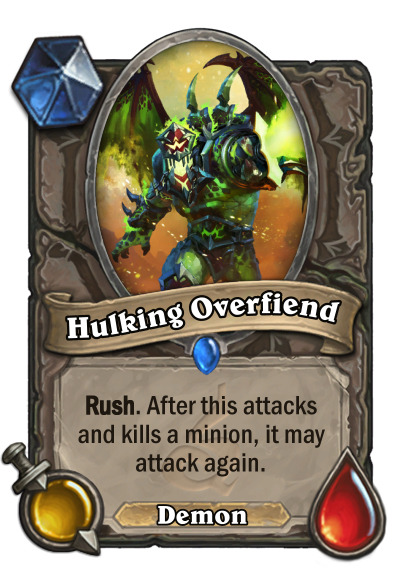 Hulking Overfiend
Rush. After this attacks
and kills a minion, it may
attack again.
Demon